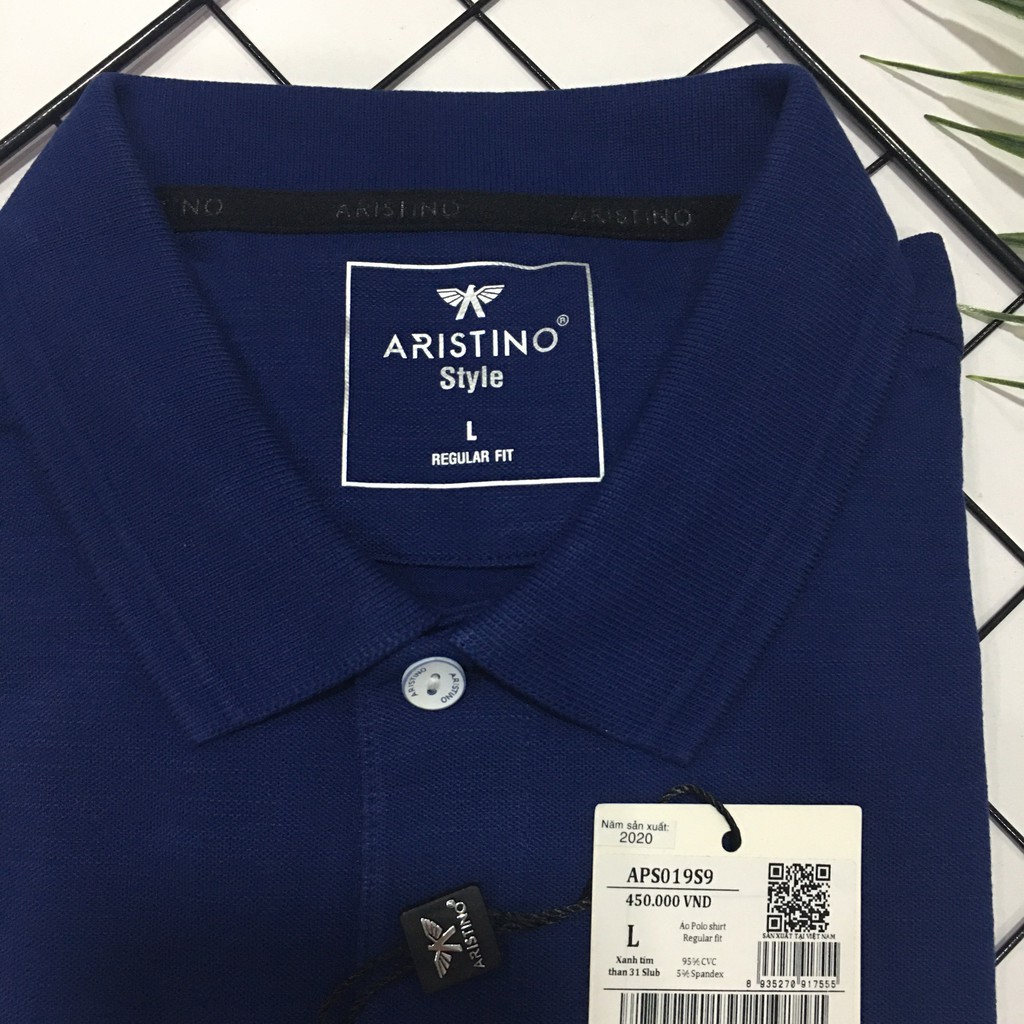 NO ARISTINO ARISTINO
ARISTINO®
Style
L
REGULAR FIT
ARISTINO ARISTINO
ARISTINO®
Năm sản xuất:
2020
APS019S9
450.000 VND
L
Áo Polo shirt
Regular fit
Xanh tím
than 31 Slub
95% CVC
5% Spandex
SẢN XUẤT TẠI VIỆT NAM
8 935270 917555